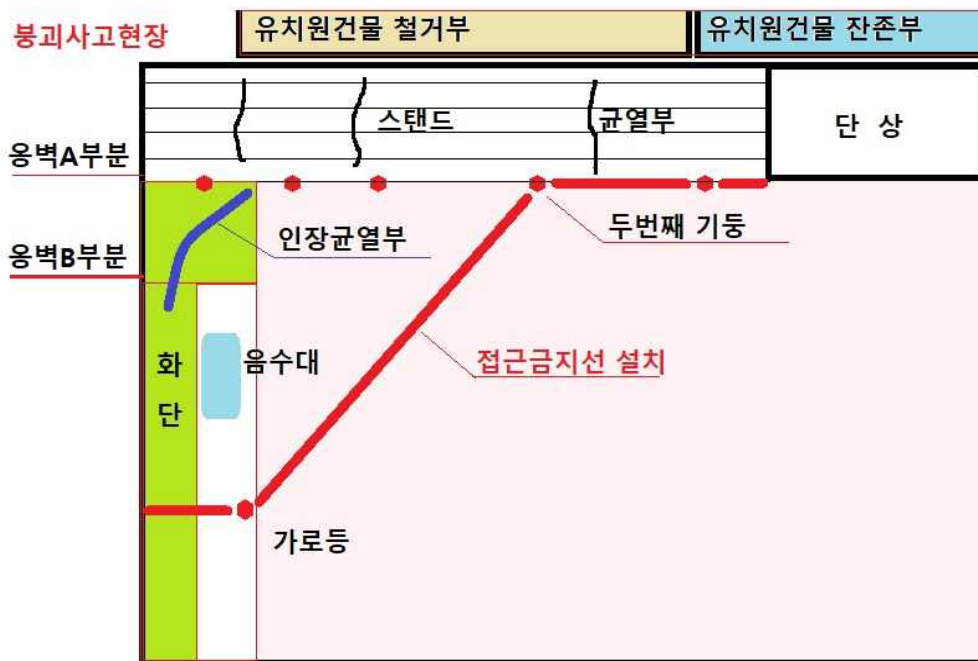 붕괴사고현장
유치원건물 철거부
유치원건물 잔존부
스탠드
균열부
단 상
옹벽A부분
인장균열부
두번째 기둥
옹벽B부분
화
단
음수대
접근금지선 설치
가로등